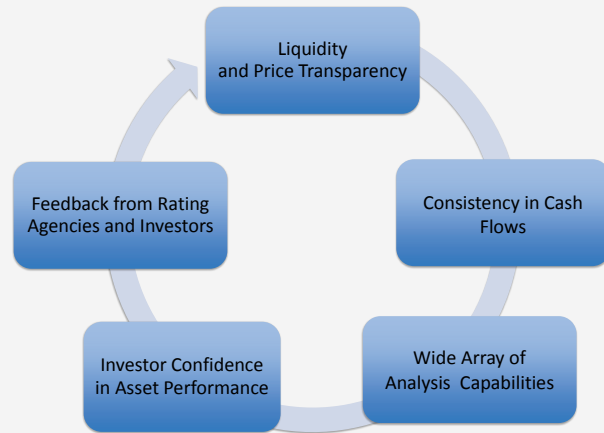 Liquidity
and Price Transparency
Consistency in Cash
Flows
Wide Array of
Analysis Capabilities
Investor Confidence
in Asset Performance
Feedback from Rating
Agencies and Investors